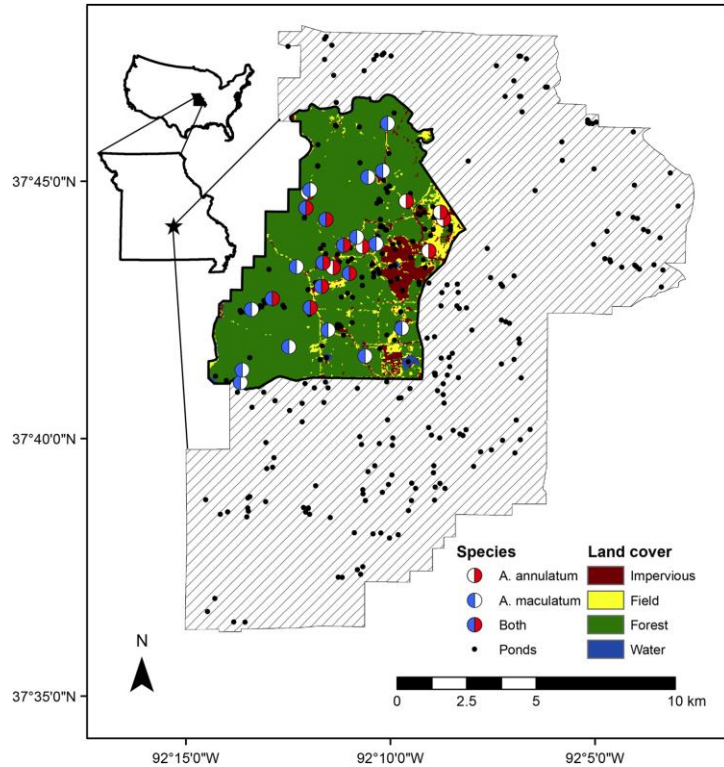 37°45'0"N
37°40'0"N
37°35'0"N
N
Species
A. annulatum
A. maculatum
Both
Ponds
Land cover
Impervious
Field
Forest
Water
0 2.5 5 10 km
92°15'0"W 92°10'0"W 92°5'0"W